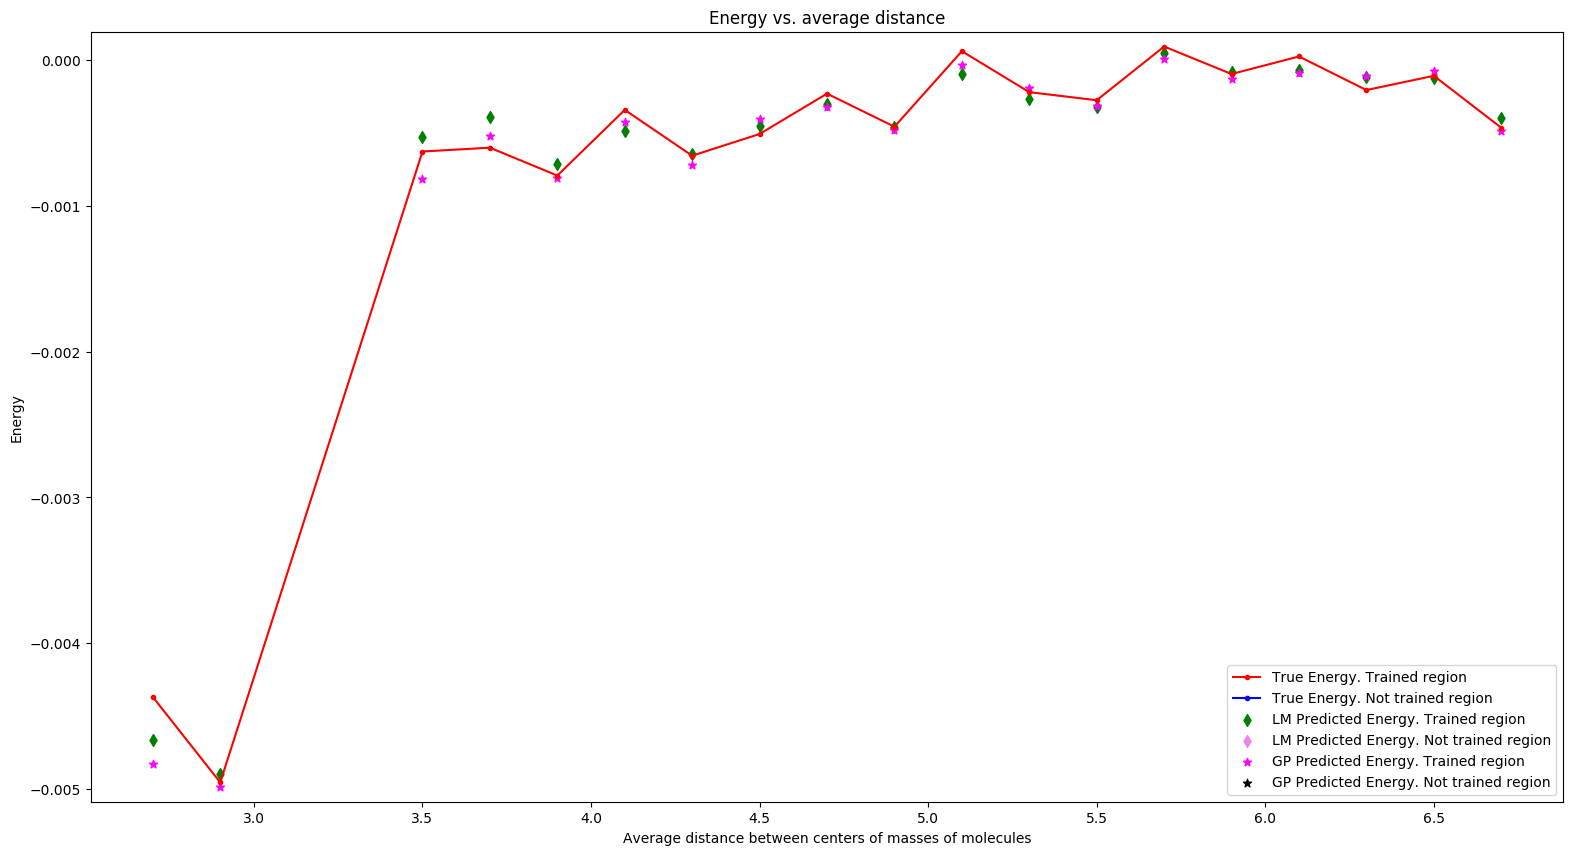 Energy vs. average distance
0.000
−0.001
−0.002
−0.003
−0.004
−0.005
Energy
3.0 3.5 4.0 4.5 5.0 5.5 6.0 6.5
Average distance between centers of masses of molecules
True Energy. Trained region
True Energy. Not trained region
LM Predicted Energy. Trained region
LM Predicted Energy. Not trained region
GP Predicted Energy. Trained region
GP Predicted Energy. Not trained region